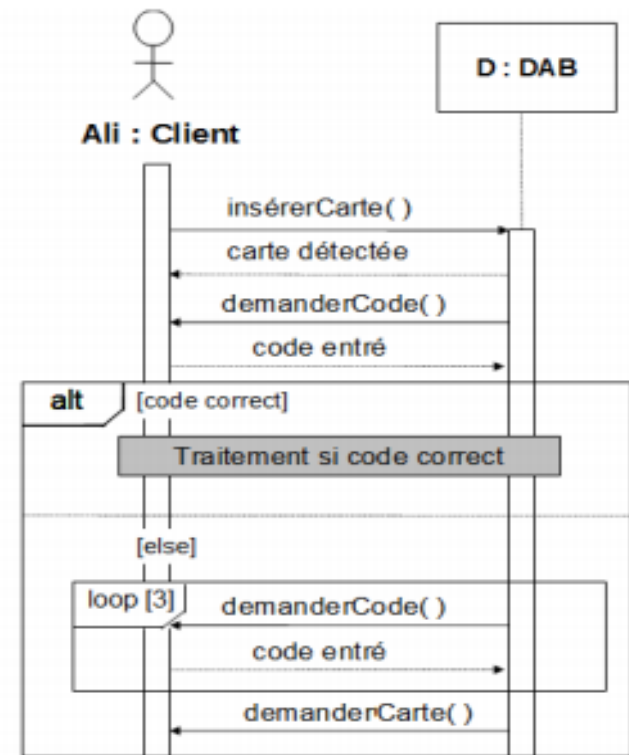 D : DAB
Ali : Client
insérerCarte( )
carte détectée
demanderCode( )
code entré
alt [code correct]
Traitement si code correct
[else]
loop [3] demanderCode( )
code entré
demanderCarte( )